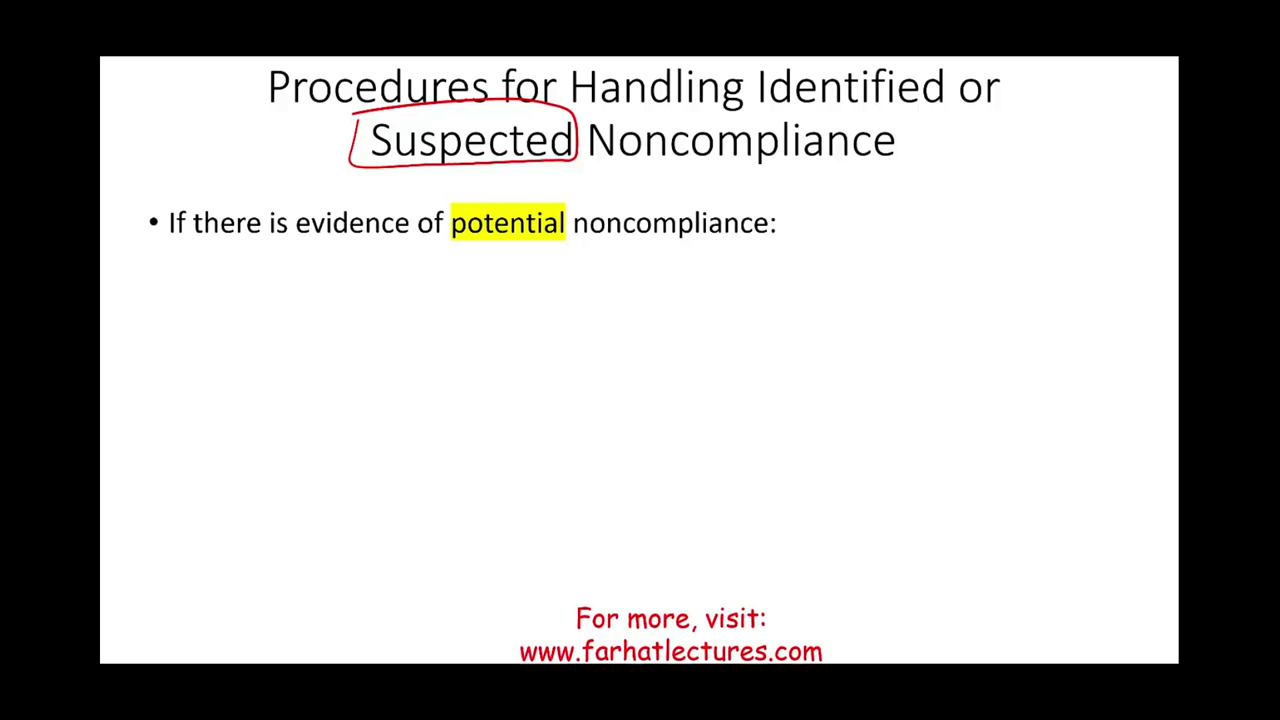 Procedures for Handling Identified or
Suspected Noncompliance
• If there is evidence of potential noncompliance:
For more, visit:
www.farhatlectures.com